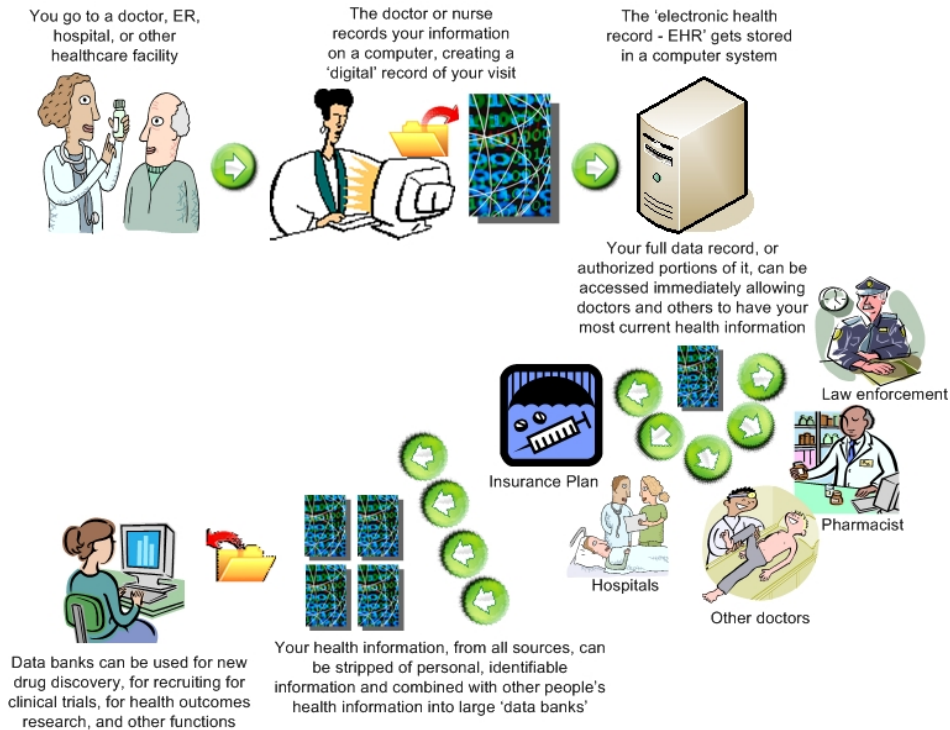 You go to a doctor, ER,
hospital, or other
healthcare facility
The doctor or nurse
records your information
on a computer, creating a
'digital' record of your visit
The 'electronic health
record - EHR' gets stored
in a computer system
Your full data record, or
authorized portions of it, can be
accessed immediately allowing
doctors and others to have your
most current health information
Law enforcement
Insurance Plan
Pharmacist
Hospitals
Other doctors
Your health information, from all sources, can
be stripped of personal, identifiable
information and combined with other people's
health information into large 'data banks'
Data banks can be used for new
drug discovery, for recruiting for
clinical trials, for health outcomes
research, and other functions